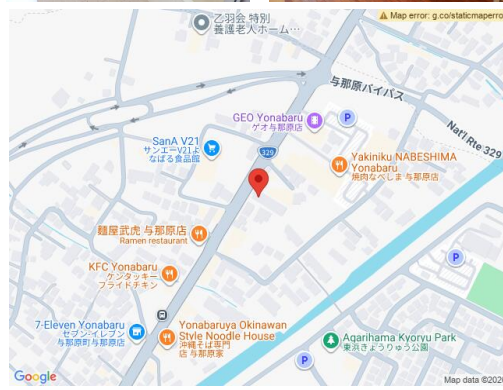 Map error: g.co/staticmaperro
乙羽会 特別
養護老人ホーム…
与那原バイパス
GEO Yonabaru
ゲオ与那原店
P
Nat'l Rte 329
SanA V21
サンエーV21よ
なばる食品館
329
Yakiniku NABESHIMA
Yonabaru
焼肉なべしま 与那原店
麺屋武虎 与那原店
Ramen restaurant
KFC Yonabaru
ケンタッキー
フライドチキン
P
7-Eleven Yonabaru
セブン-イレブン
与那原町与那原店
Yonabaruya Okinawan
Style Noodle House
沖縄そば専門
店 与那原家
Agarihama Kyoryu Park
東浜きょうりゅう公園
P
P
Google
Map data ©202